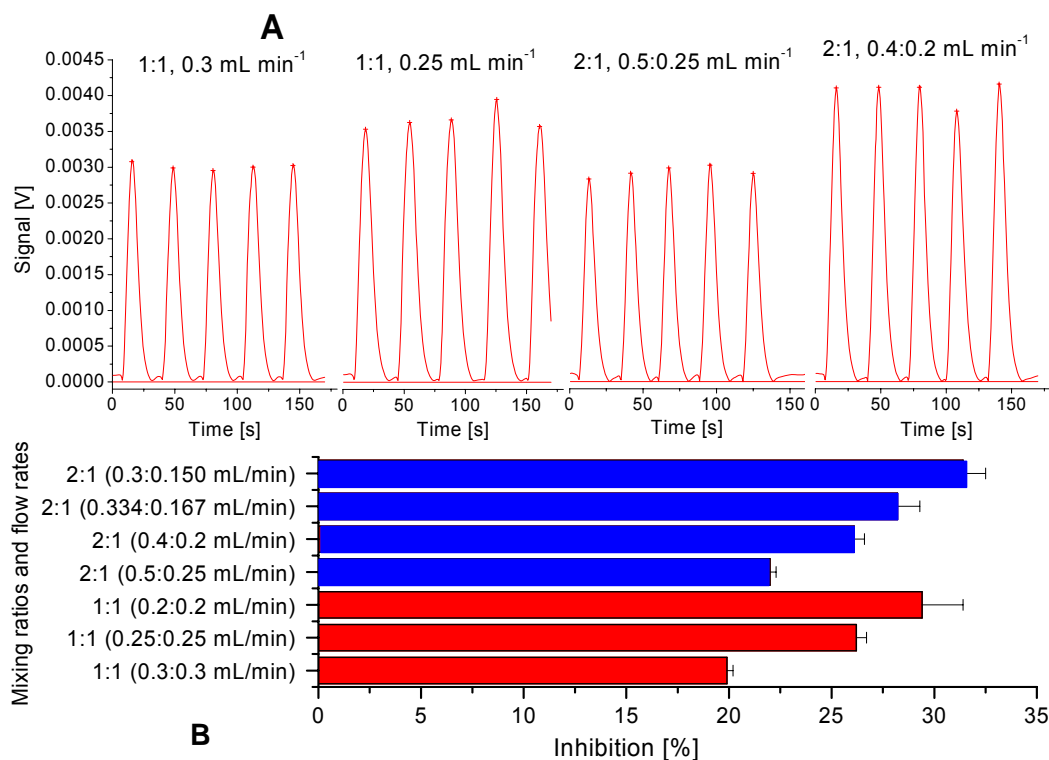 A
1:1, 0.3 mL min⁻¹
1:1, 0.25 mL min⁻¹
2:1, 0.5:0.25 mL min⁻¹
2:1, 0.4:0.2 mL min⁻¹
Signal [V]
0.0045
0.0040
0.0035
0.0030
0.0025
0.0020
0.0015
0.0010
0.0005
0.0000
0 50 100 150
0 50 100 150
0 50 100 150
0 50 100 150
Time [s]
Time [s]
Time [s]
Time [s]
Mixing ratios and flow rates
2:1 (0.3:0.150 mL/min)
2:1 (0.334:0.167 mL/min)
2:1 (0.4:0.2 mL/min)
2:1 (0.5:0.25 mL/min)
1:1 (0.2:0.2 mL/min)
1:1 (0.25:0.25 mL/min)
1:1 (0.3:0.3 mL/min)
0 5 10 15 20 25 30 35
B
Inhibition [%]